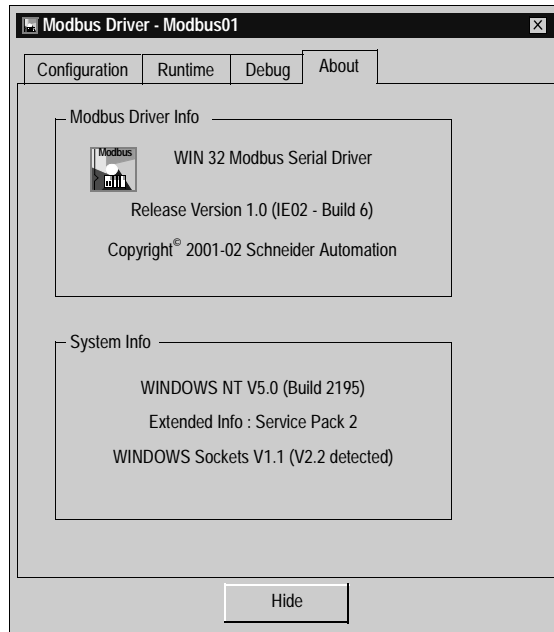 Modbus Driver - Modbus01
Configuration Runtime Debug About
Modbus Driver Info
Modbus
WIN 32 Modbus Serial Driver
Release Version 1.0 (IE02 - Build 6)
Copyright© 2001-02 Schneider Automation
System Info
WINDOWS NT V5.0 (Build 2195)
Extended Info : Service Pack 2
WINDOWS Sockets V1.1 (V2.2 detected)
Hide